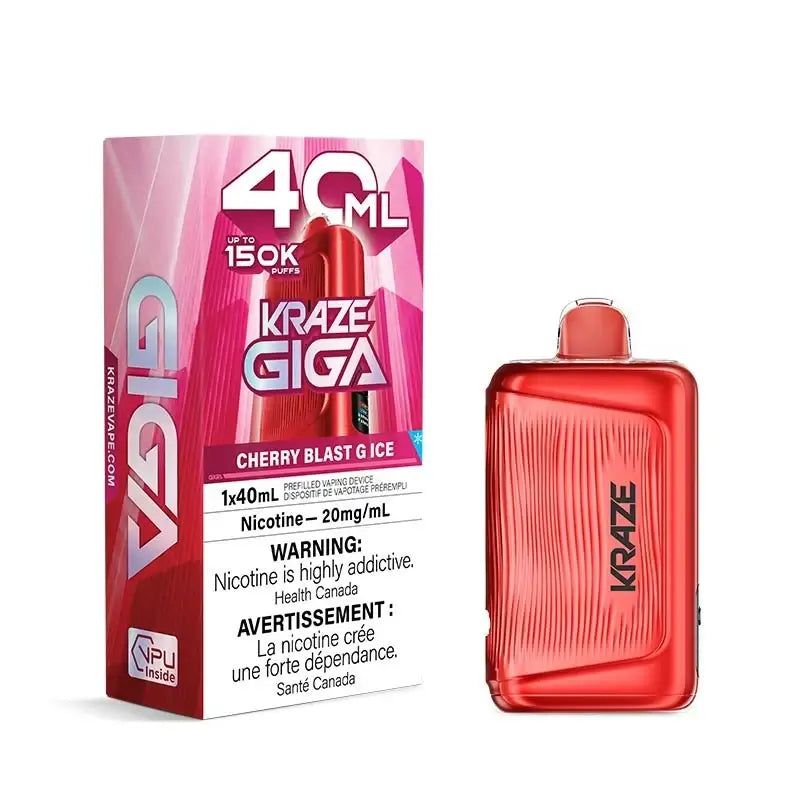 40ML
UP TO
150K
PUFFS
KRAZE
GIGA
CHERRY BLAST G ICE
1x40mL
PREFILLED VAPING DEVICE
DISPOSITIF DE VAPOTAGE PRÉREMPLI
Nicotine — 20mg/mL
WARNING:
Nicotine is highly addictive.
Health Canada
AVERTISSEMENT :
La nicotine crée
une forte dépendance.
Santé Canada
GIGA
KRAZEVAPE.COM
VPU
Inside
KRAZE